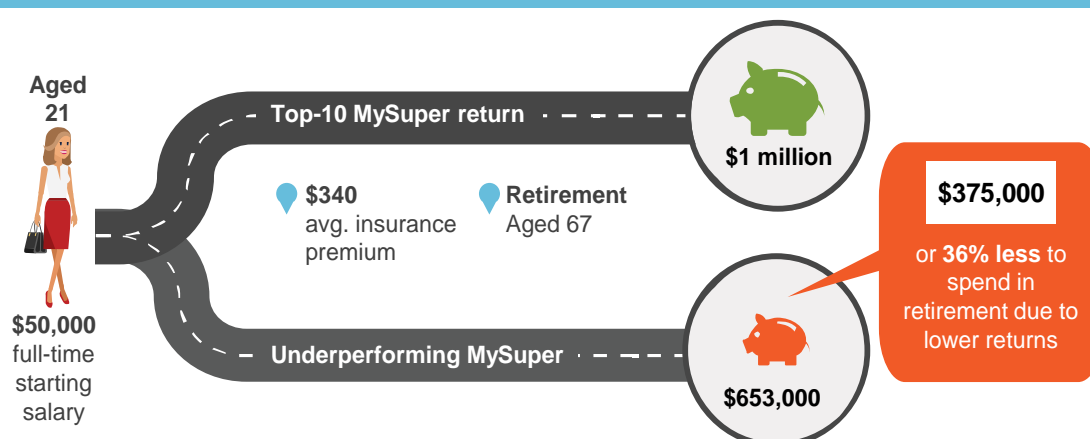 Aged
21
$50,000
full-time
starting
salary
Top-10 MySuper return
$340
avg. insurance
premium
Retirement
Aged 67
Underperforming MySuper
$1 million
$653,000
$375,000
or 36% less to
spend in
retirement due to
lower returns